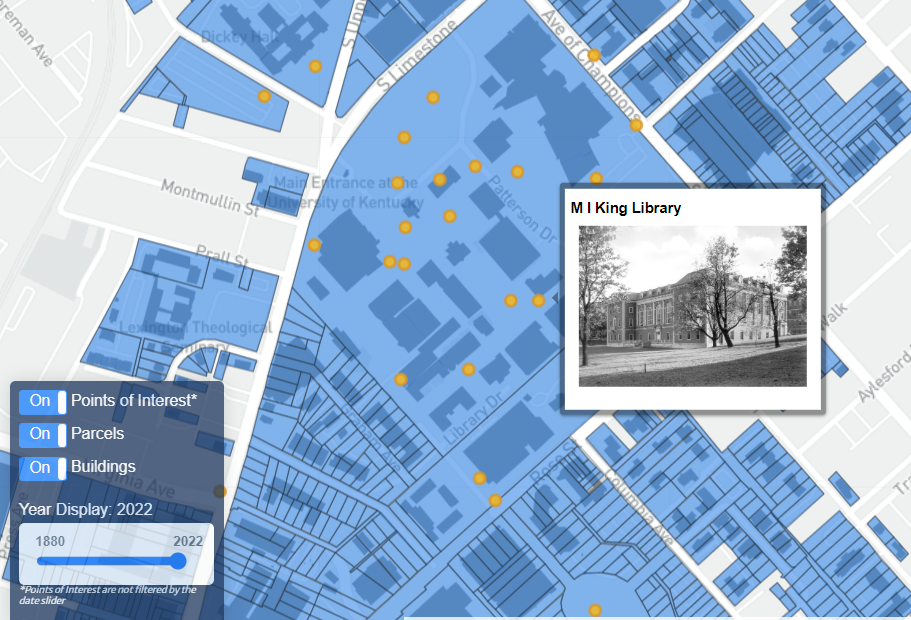 Dickey Hall
S Limestone
Ave of Champions
Main Entrance at the
University of Kentucky
Montmullin St
Patterson Dr
M I King Library
Prall St
Lexington Theological
Seminary
Aylesford
Library Dr
Columbia Ave
On Points of Interest*
On Parcels
On Buildings
Year Display: 2022
1880 2022
*Points of Interest are not filtered by the
date slider